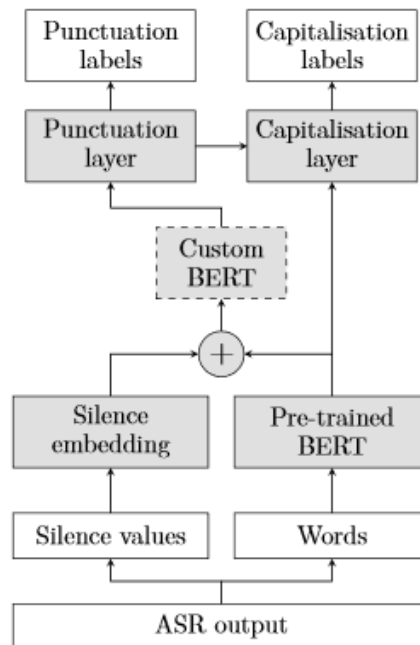 Punctuation
labels
Capitalisation
labels
Punctuation
layer
Capitalisation
layer
Custom
BERT
+
Silence
embedding
Pre-trained
BERT
Silence values
Words
ASR output